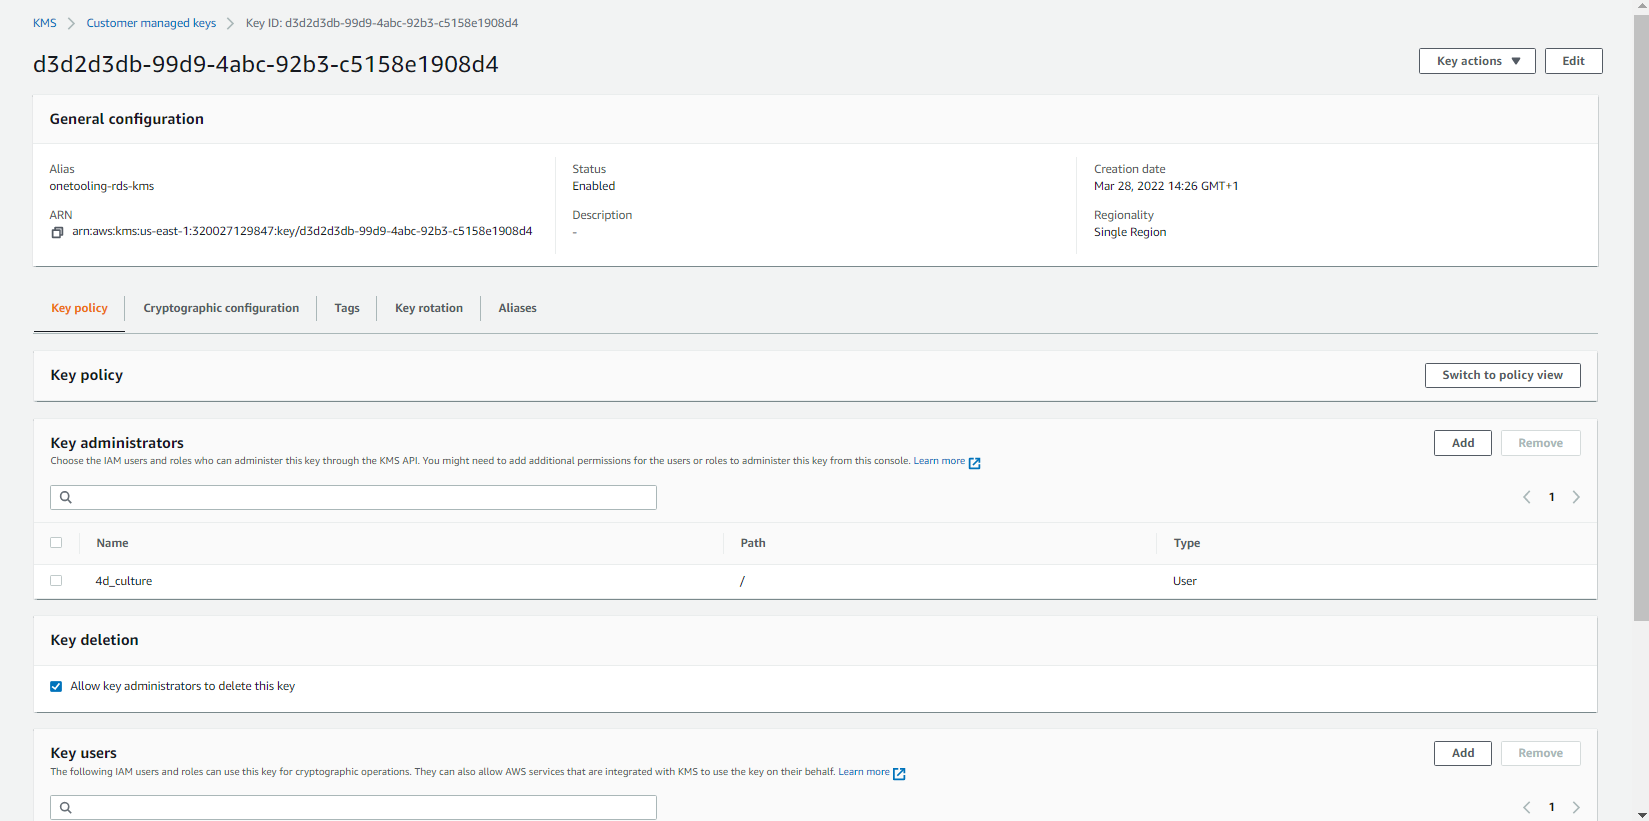 KMS
Customer managed keys
Key ID: d3d2d3db-99d9-4abc-92b3-c5158e1908d4
d3d2d3db-99d9-4abc-92b3-c5158e1908d4
Key actions
Edit
General configuration
Alias
onetooling-rds-kms
ARN
arn:aws:kms:us-east-1:320027129847:key/d3d2d3db-99d9-4abc-92b3-c5158e1908d4
Status
Enabled
Description
-
Creation date
Mar 28, 2022 14:26 GMT+1
Regionality
Single Region
Key policy
Cryptographic configuration
Tags
Key rotation
Aliases
Key policy
Switch to policy view
Key administrators
Add
Remove
Choose the IAM users and roles who can administer this key through the KMS API. You might need to add additional permissions for the users or roles to administer this key from this console. Learn more
1
Name
Path
Type
4d_culture
/
User
Key deletion
Allow key administrators to delete this key
Key users
Add
Remove
The following IAM users and roles can use this key for cryptographic operations. They can also allow AWS services that are integrated with KMS to use the key on their behalf. Learn more
1